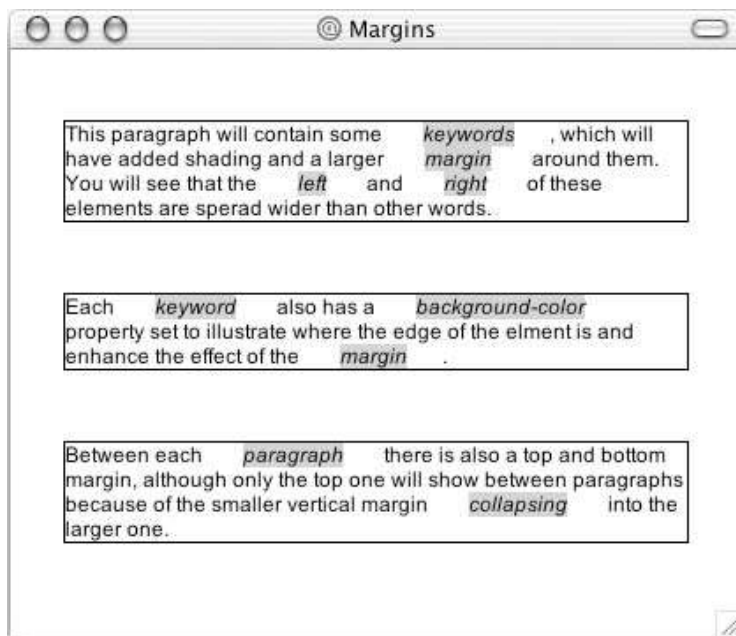 Margins
This paragraph will contain some keywords , which will
have added shading and a larger margin around them.
You will see that the left and right of these
elements are sperad wider than other words.
Each keyword also has a background-color
property set to illustrate where the edge of the elment is and
enhance the effect of the margin .
Between each paragraph there is also a top and bottom
margin, although only the top one will show between paragraphs
because of the smaller vertical margin collapsing into the
larger one.